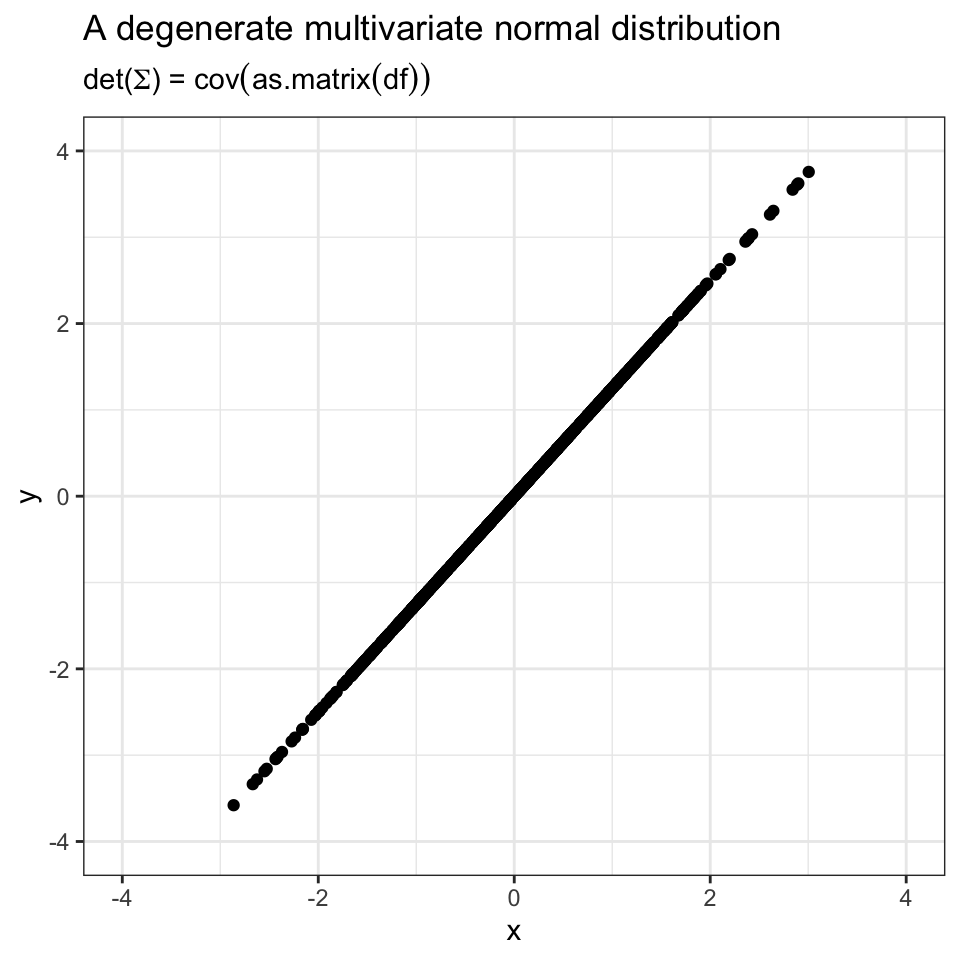 A degenerate multivariate normal distribution
det(Σ) = cov(as.matrix(df))
4
2
0
-2
-4
y
-4 -2 0 2 4
x